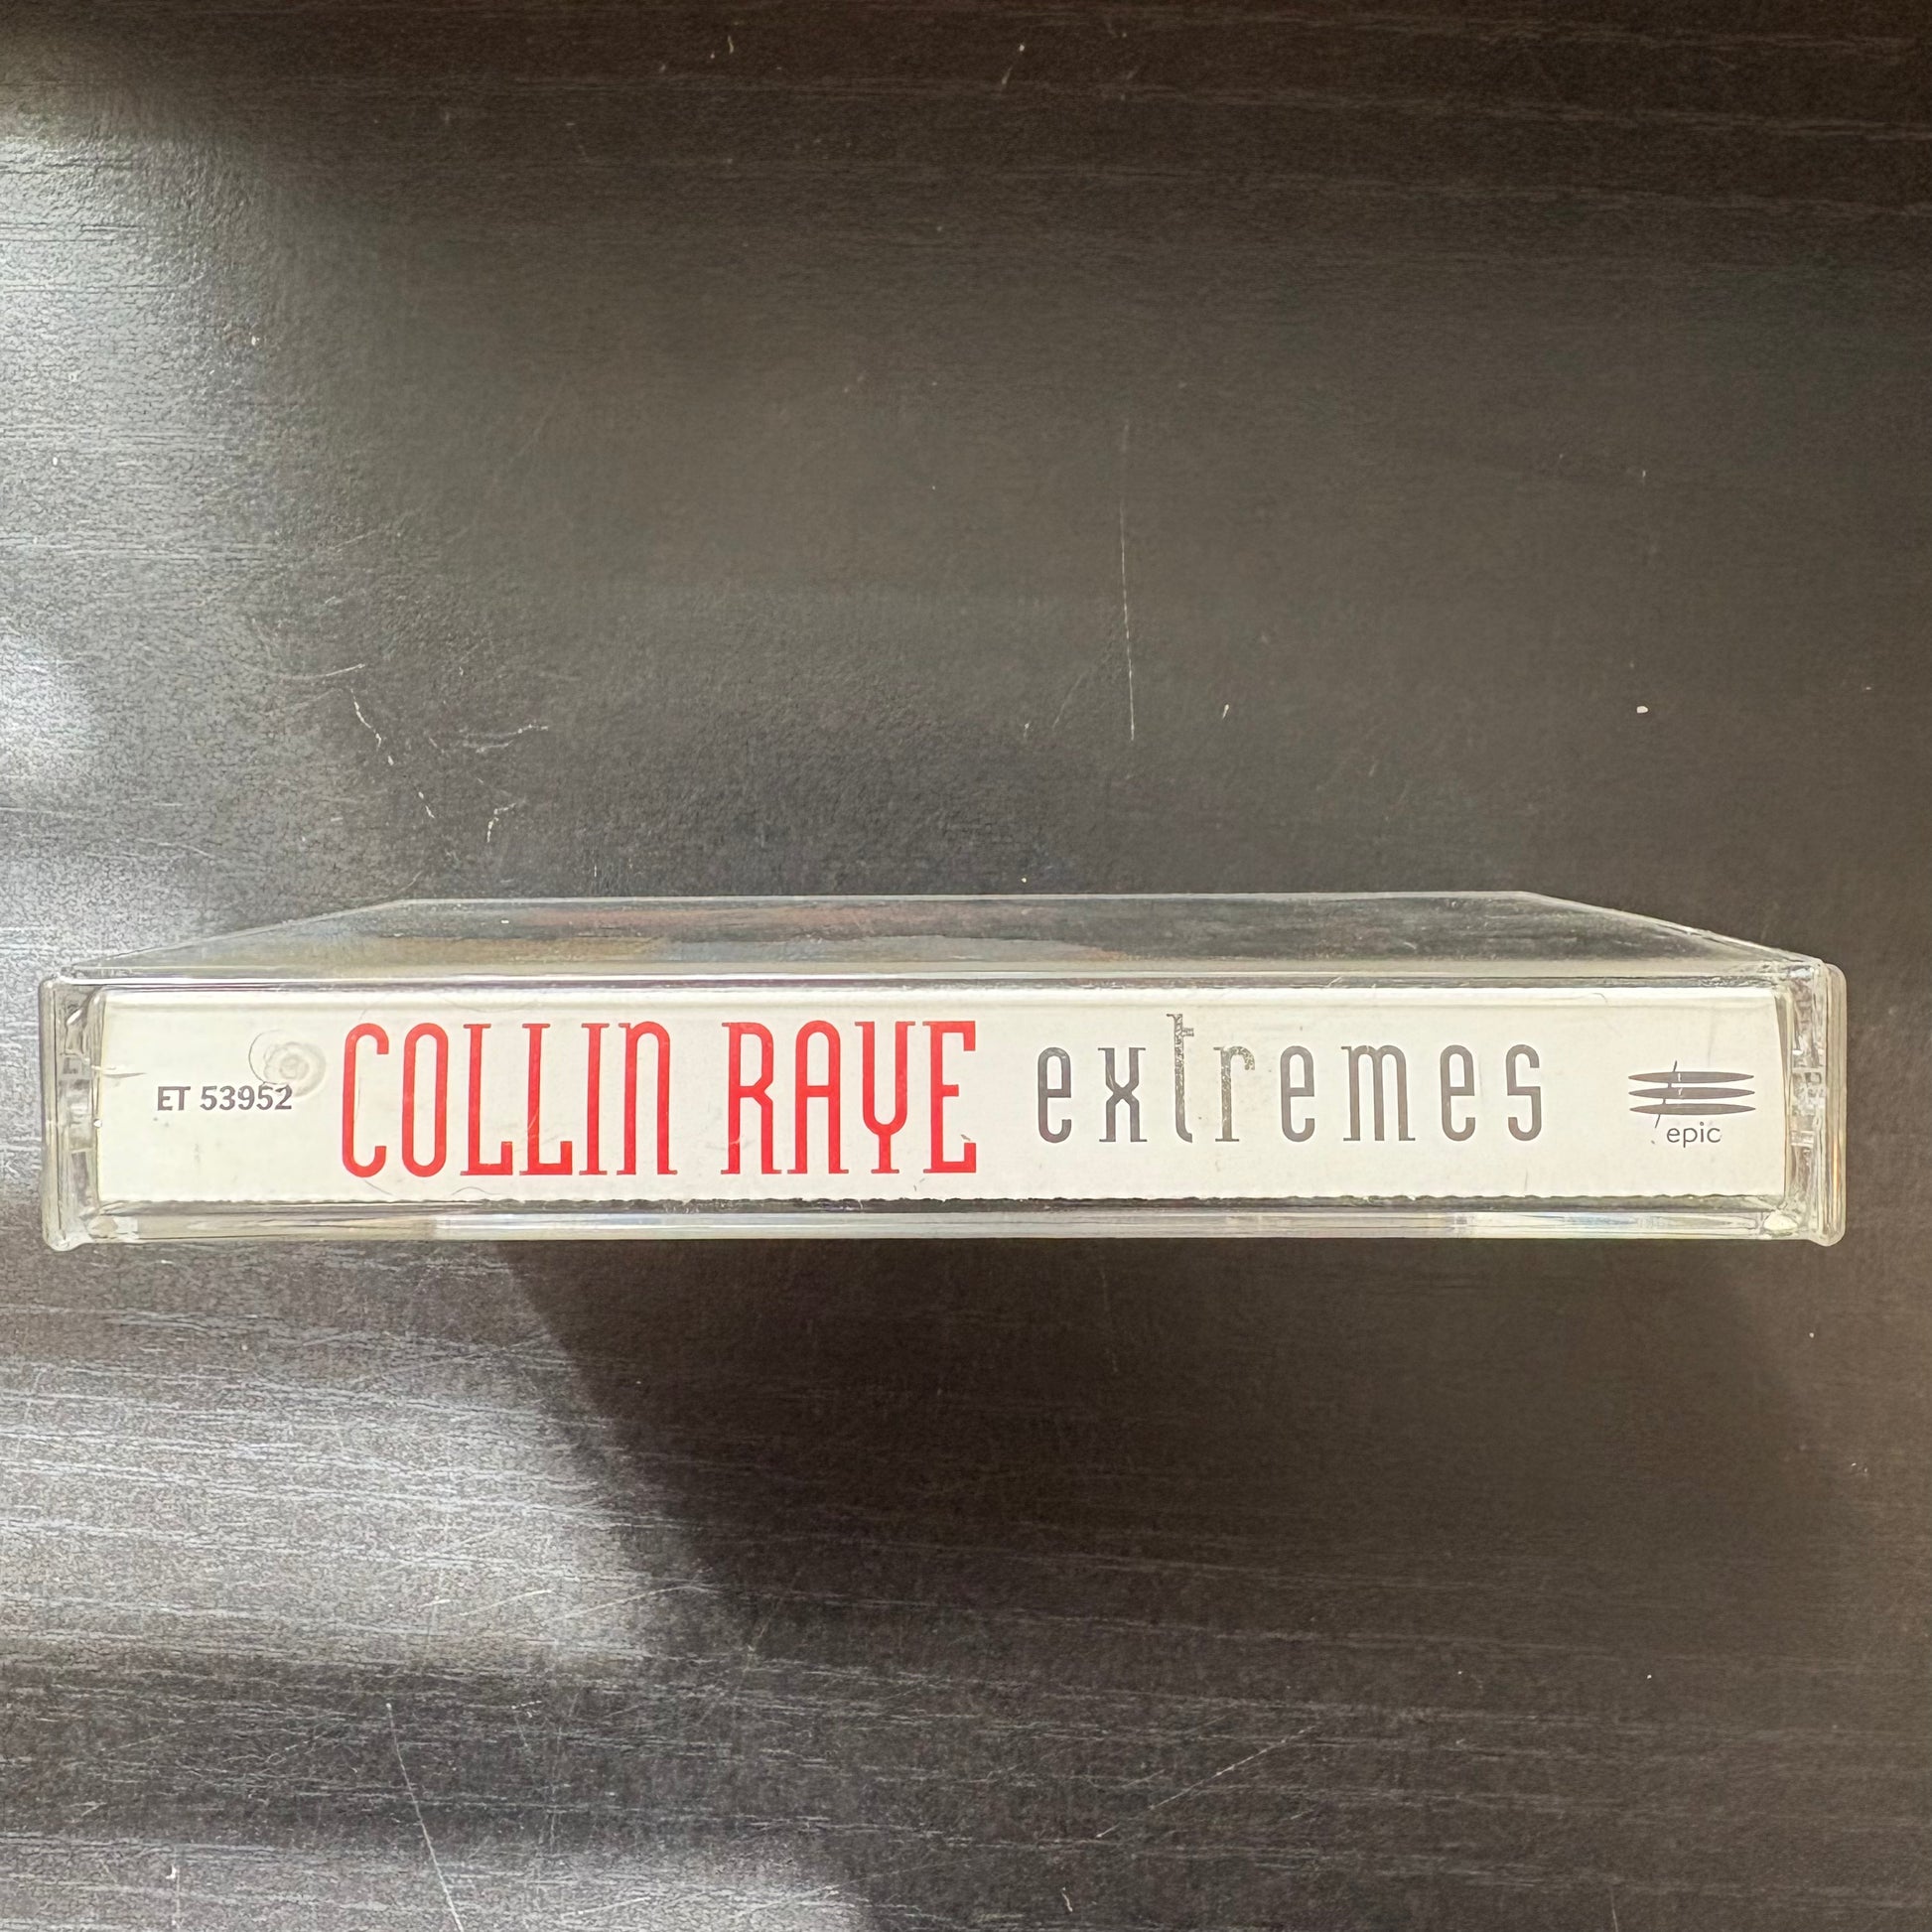 ET 53952 COLLIN RAYE extremes epic